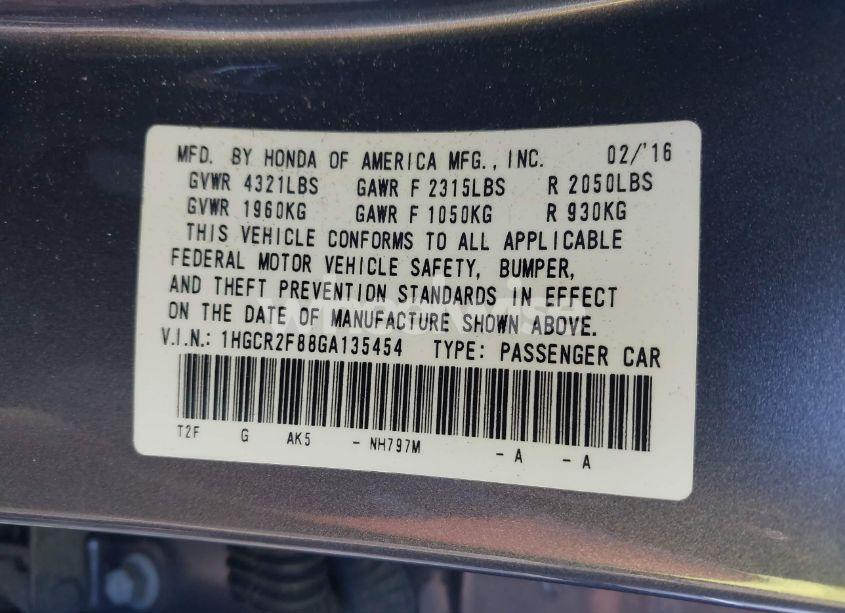 MFD. BY HONDA OF AMERICA MFG., INC. 02/'16
GVWR 4321LBS GAWR F 2315LBS R 2050LBS
GVWR 1960KG GAWR F 1050KG R 930KG
THIS VEHICLE CONFORMS TO ALL APPLICABLE
FEDERAL MOTOR VEHICLE SAFETY, BUMPER,
AND THEFT PREVENTION STANDARDS IN EFFECT
ON THE DATE OF MANUFACTURE SHOWN ABOVE.
V.I.N.: 1HGCR2F88GA135454 TYPE: PASSENGER CAR
T2F G AK5 - NH797M - A - A